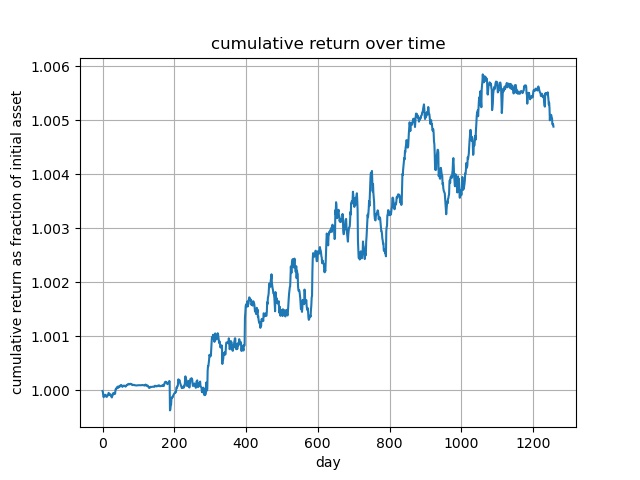 cumulative return over time
cumulative return as fraction of initial asset
1.006
1.005
1.004
1.003
1.002
1.001
1.000
0 200 400 600 800 1000 1200
day